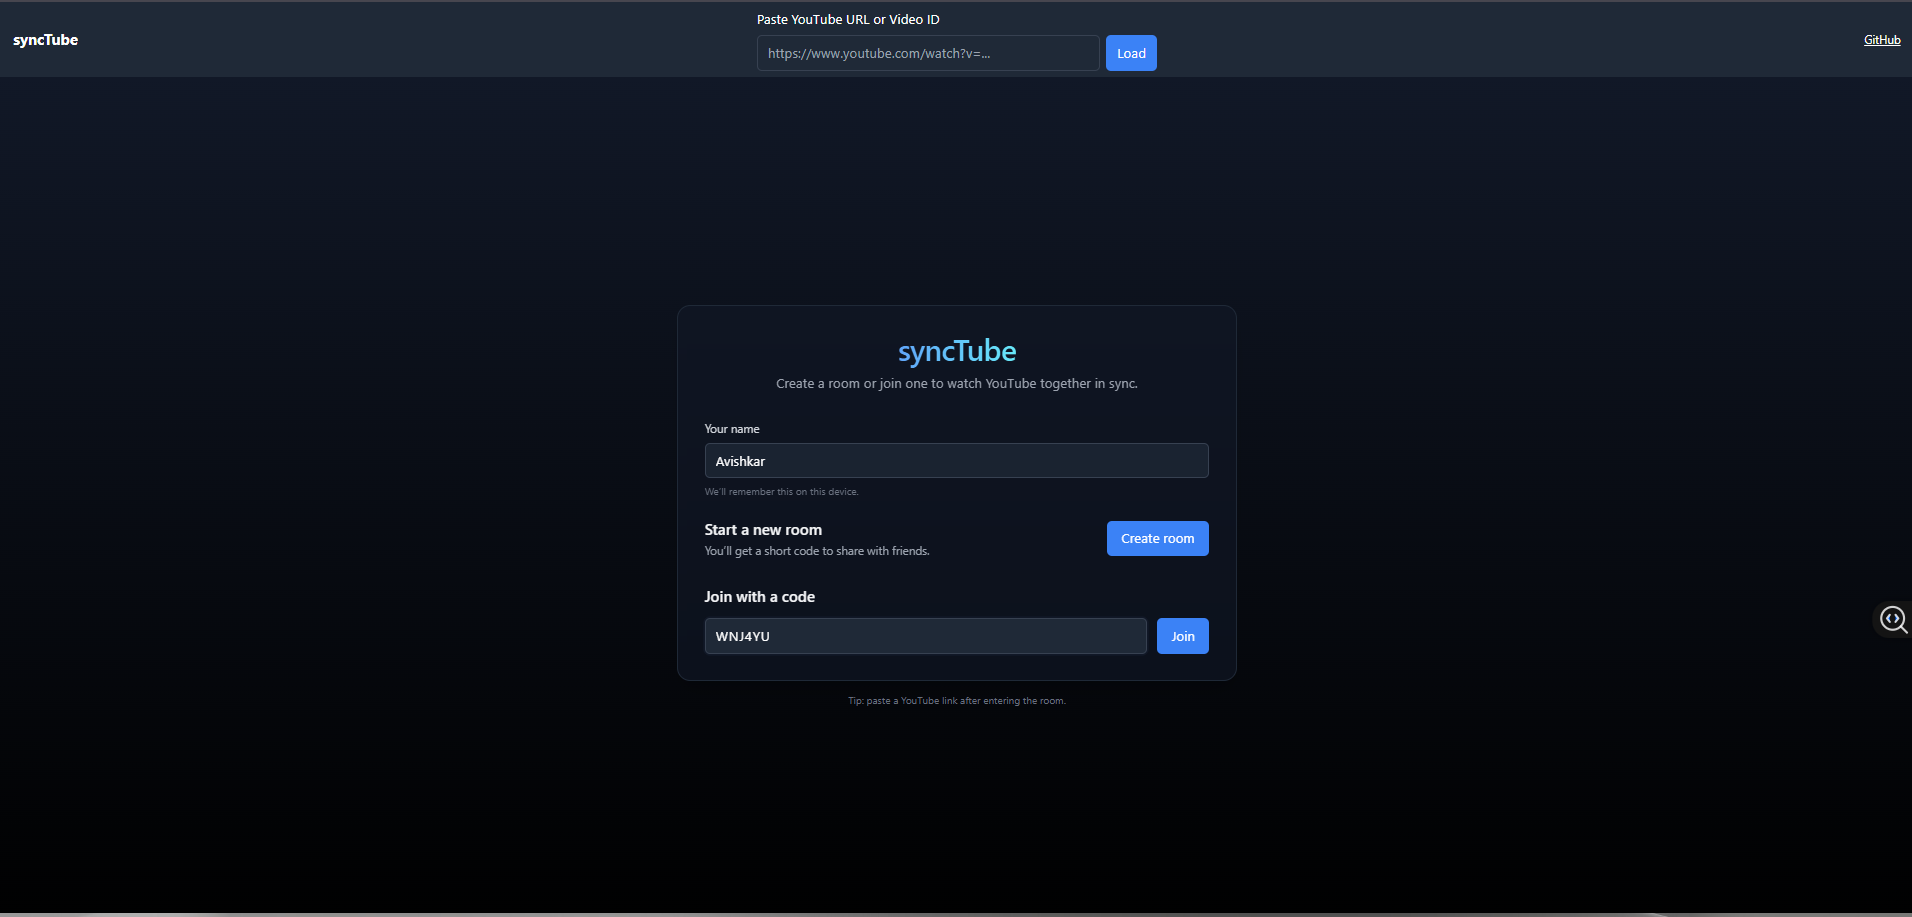 Paste YouTube URL or Video ID
syncTube
https://www.youtube.com/watch?v=...
Load
GitHub
syncTube
Create a room or join one to watch YouTube together in sync.
Your name
Avishkar
We'll remember this on this device.
Start a new room
You'll get a short code to share with friends.
Create room
Join with a code
WNJ4YU
Join
Tip: paste a YouTube link after entering the room.